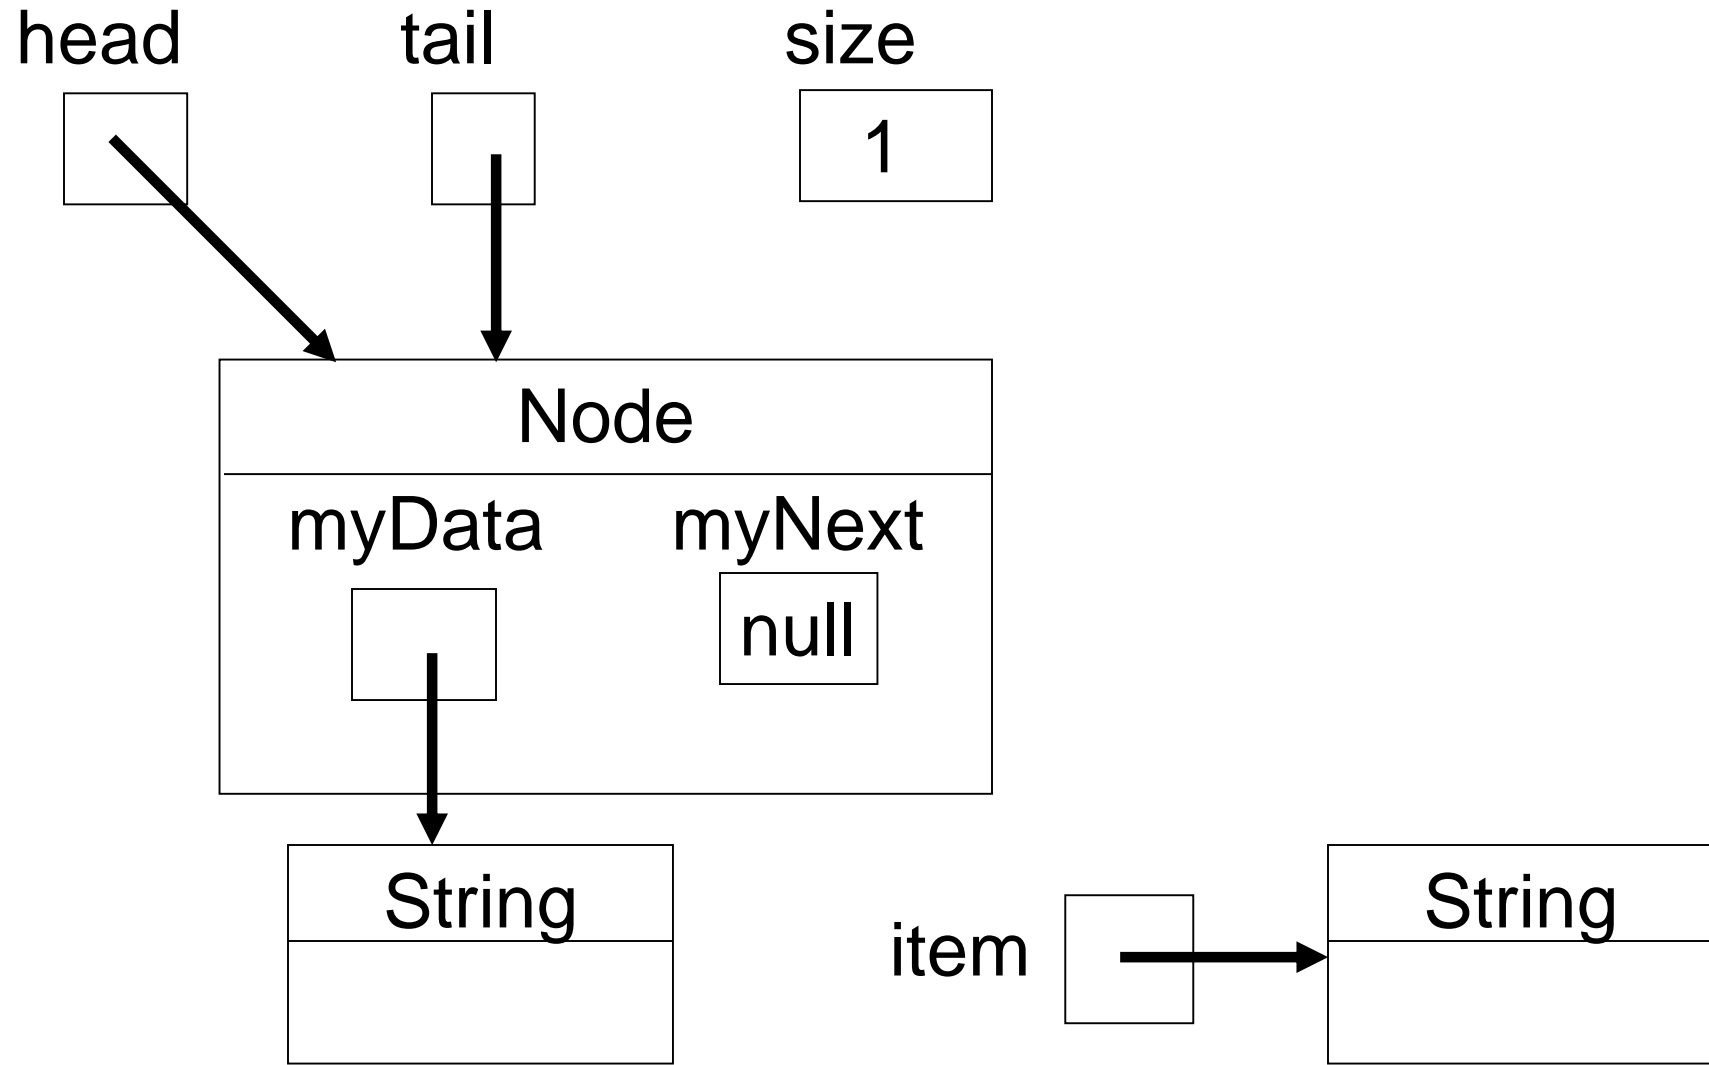 head tail size
1
Node
myData myNext
null
String
item
String